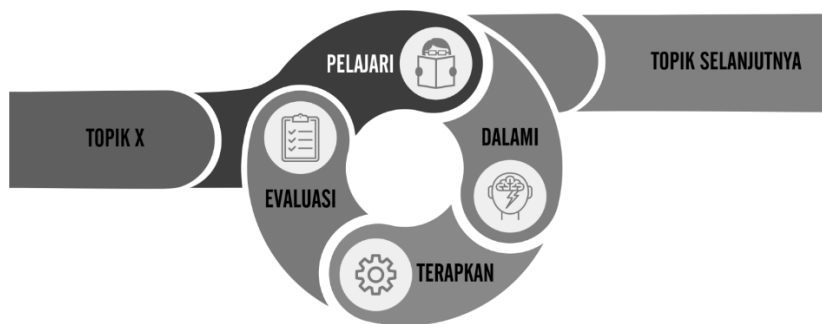 TOPIK X
PELAJARI
DALAMI
TERAPKAN
EVALUASI
TOPIK SELANJUTNYA